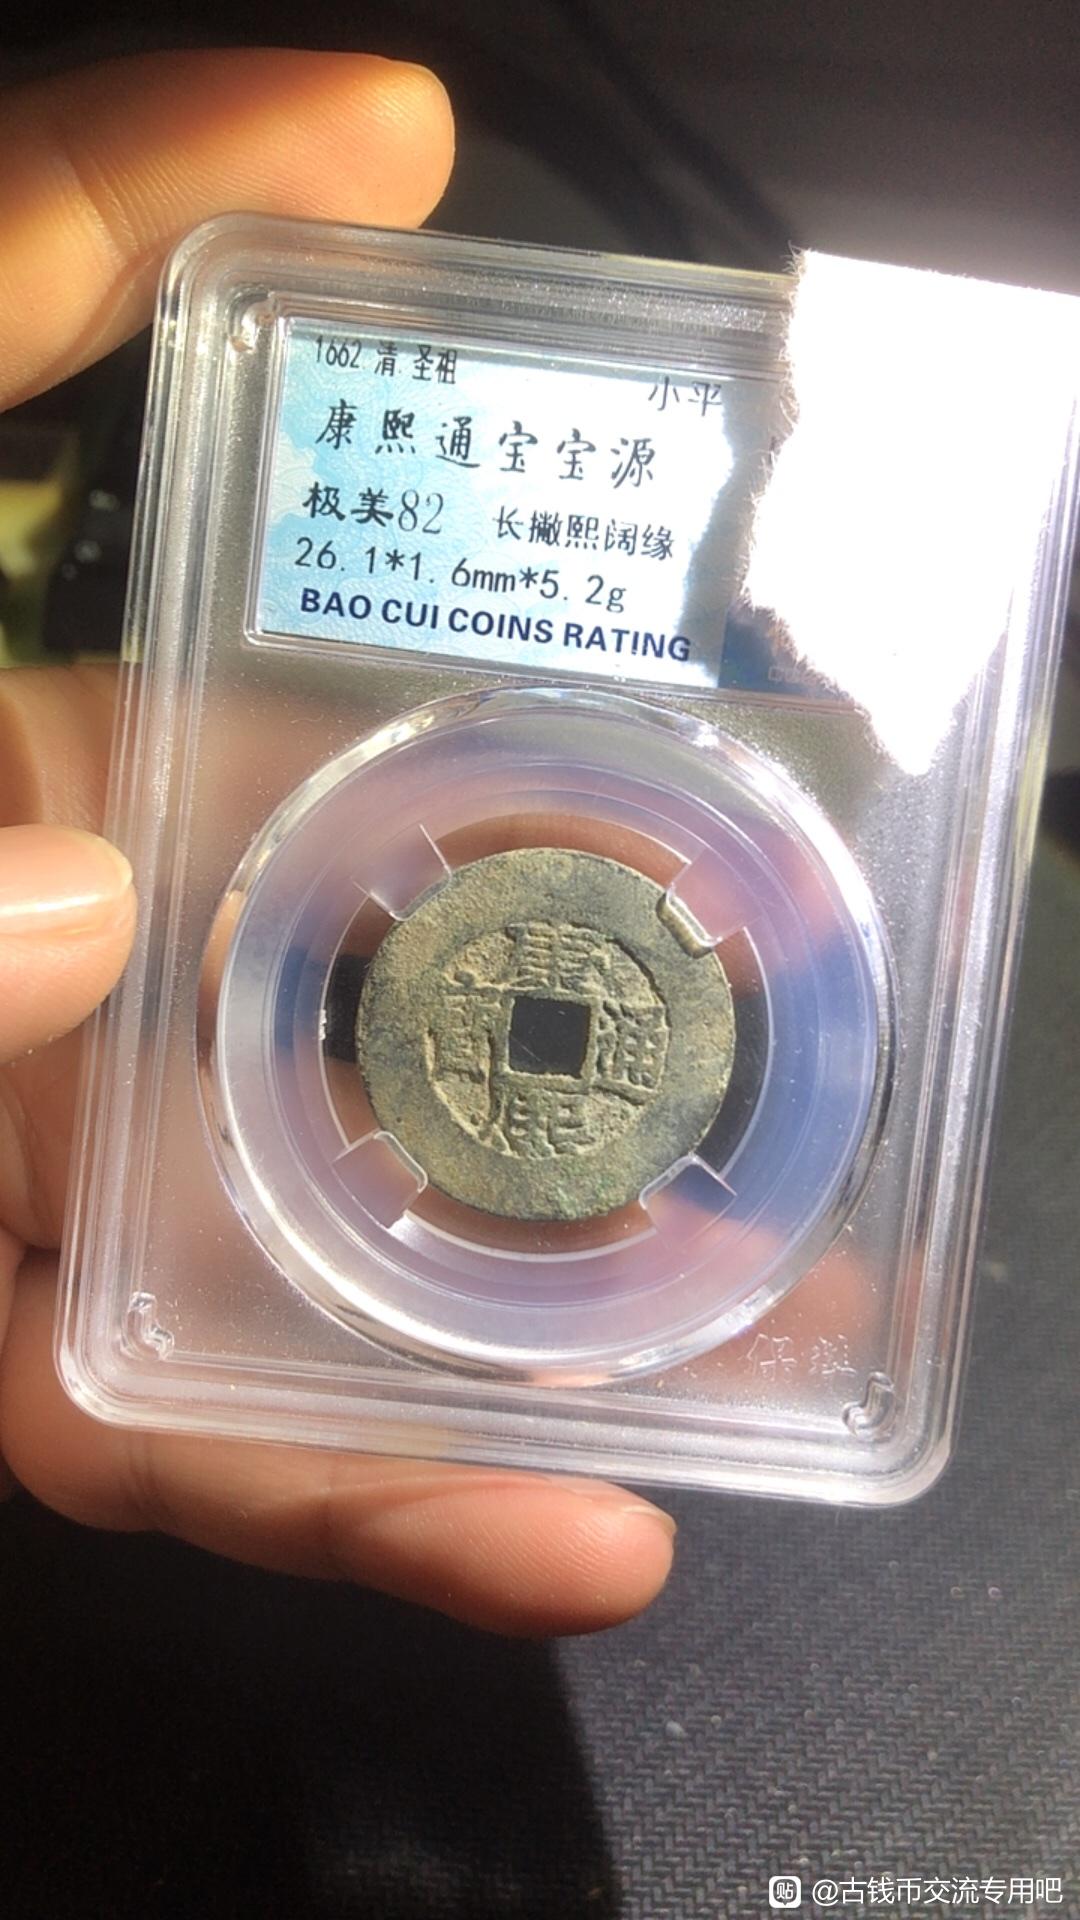 1662.清.圣祖
小平
康熙通宝宝源
极美82 长撇熙阔缘
26.1*1.6mm*5.2g
BAO CUI COINS RATING
康
寶 通
熙
贴 @古钱币交流专用吧